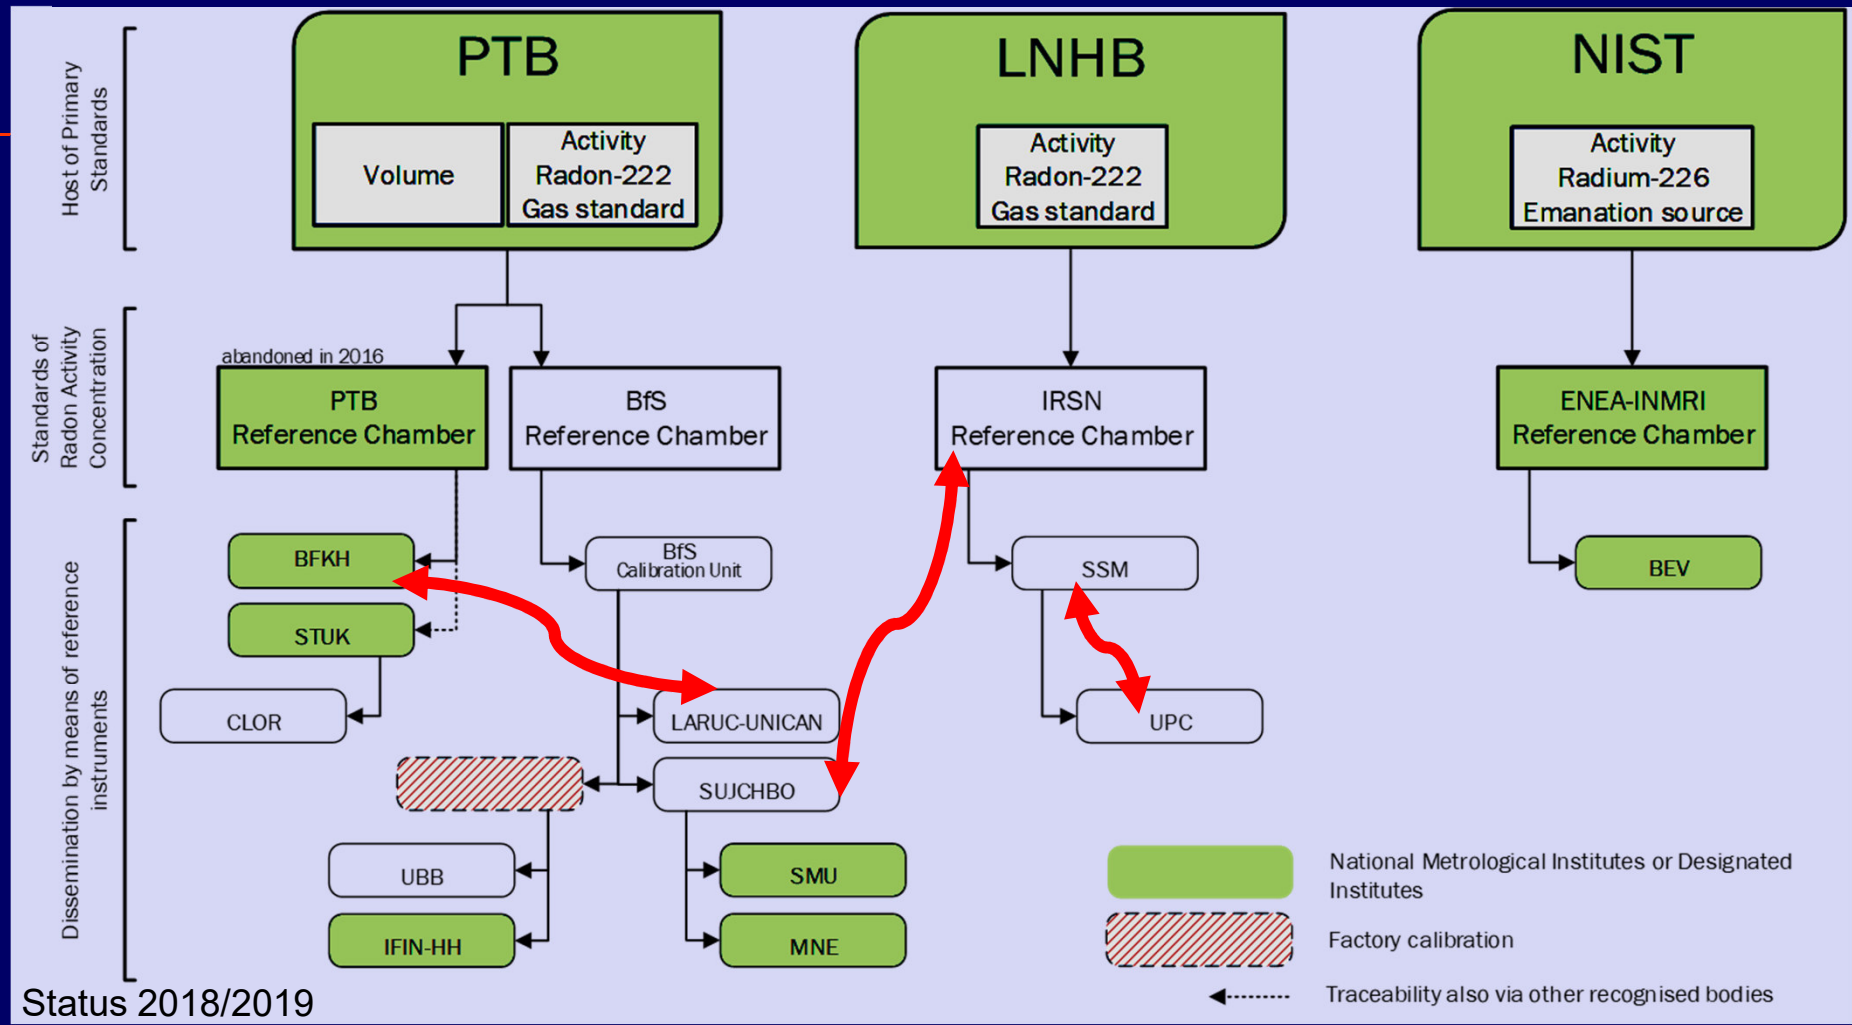 Host of Primary
Standards
PTB
Volume
Activity
Radon-222
Gas standard
LNHB
Activity
Radon-222
Gas standard
NIST
Activity
Radium-226
Emanation source
Standards of
Radon Activity
Concentration
abandoned in 2016
PTB
Reference Chamber
BfS
Reference Chamber
IRSN
Reference Chamber
ENEA-INMRI
Reference Chamber
Dissemination by means of reference
instruments
BFKH
BfS
Calibration Unit
SSM
BEV
STUK
CLOR
LARUC-UNICAN
UPC
SUJCHBO
UBB
SMU
IFIN-HH
MNE
National Metrological Institutes or Designated
Institutes
Factory calibration
Traceability also via other recognised bodies
Status 2018/2019